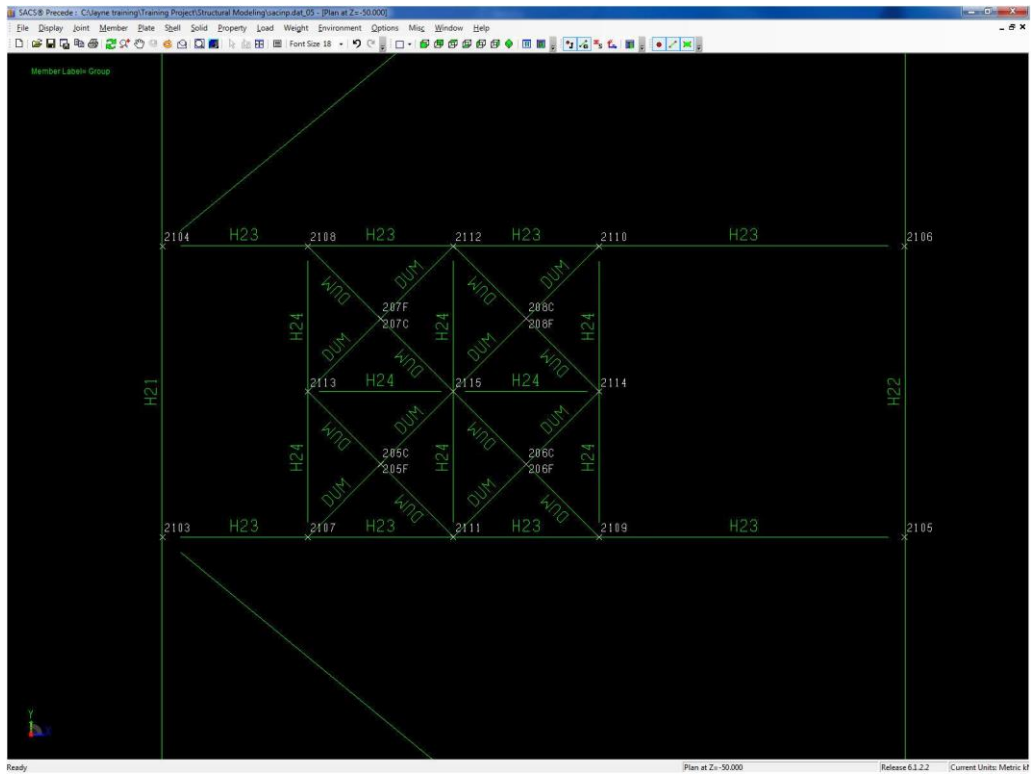 SACS® Precede : C:\Jayne training\Training Project\Structural Modeling\sacinp.dat_05 - [Plan at Z=-50.000]
File Display Joint Member Plate Shell Solid Property Load Weight Environment Options Misc Window Help
Font Size 18
Member Label= Group
2104 H23 2108 H23 2112 H23 2110 H23 2106
DUM DUM DUM DUM
207F 208C
207C 208F
H24 H24 H24
DUM DUM DUM DUM
H21 2113 H24 2115 H24 2114 H22
DUM DUM DUM DUM
205C 206C
205F 206F
H24 H24 H24
DUM DUM DUM DUM
2103 H23 2107 H23 2111 H23 2109 H23 2105
Y
X
Ready Plan at Z=-50.000 Release 6.1.2.2 Current Units: Metric kN